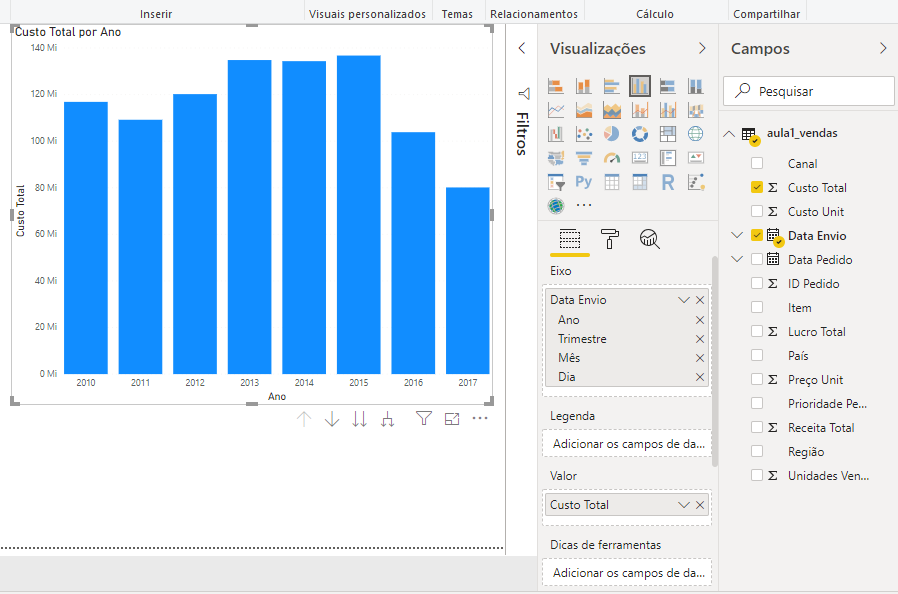 Inserir
Visuais personalizados
Temas
Relacionamentos
Cálculo
Compartilhar
Custo Total por Ano
140 Mi
120 Mi
100 Mi
80 Mi
60 Mi
40 Mi
20 Mi
0 Mi
Custo Total
2010 2011 2012 2013 2014 2015 2016 2017
Ano
Filtros
Visualizações
123
Py
R
Eixo
Data Envio
Ano
Trimestre
Mês
Dia
Legenda
Adicionar os campos de da...
Valor
Custo Total
Dicas de ferramentas
Adicionar os campos de da...
Campos
Pesquisar
aula1_vendas
Canal
Σ Custo Total
Σ Custo Unit
Data Envio
Data Pedido
Σ ID Pedido
Item
Σ Lucro Total
País
Σ Preço Unit
Prioridade Pe...
Σ Receita Total
Região
Σ Unidades Ven...